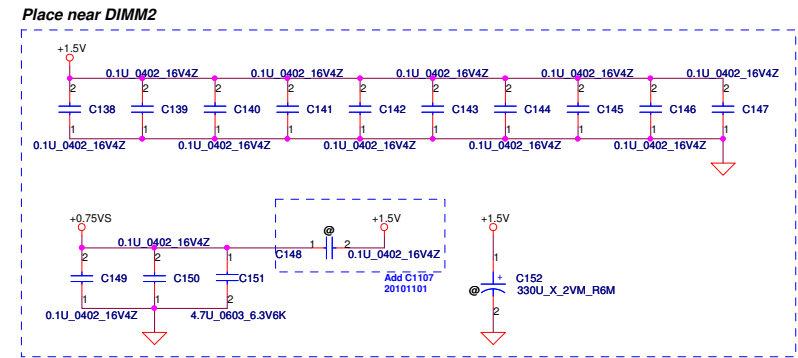 Place near DIMM2
+1.5V
0.1U_0402_16V4Z 0.1U_0402_16V4Z 0.1U_0402_16V4Z 0.1U_0402_16V4Z 0.1U_0402_16V4Z
2 2 2 2 2 2 2 2 2 2
C138 C139 C140 C141 C142 C143 C144 C145 C146 C147
1 1 1 1 1 1 1 1 1 1
0.1U_0402_16V4Z 0.1U_0402_16V4Z 0.1U_0402_16V4Z 0.1U_0402_16V4Z 0.1U_0402_16V4Z
+0.75VS +1.5V +1.5V
@
0.1U_0402_16V4Z 1 2
C148 0.1U_0402_16V4Z
2 2 1 1
C149 C150 C151
Add C1107
20101101
+ C152
@ 330U_X_2VM_R6M
1 1 2 2
0.1U_0402_16V4Z 4.7U_0603_6.3V6K